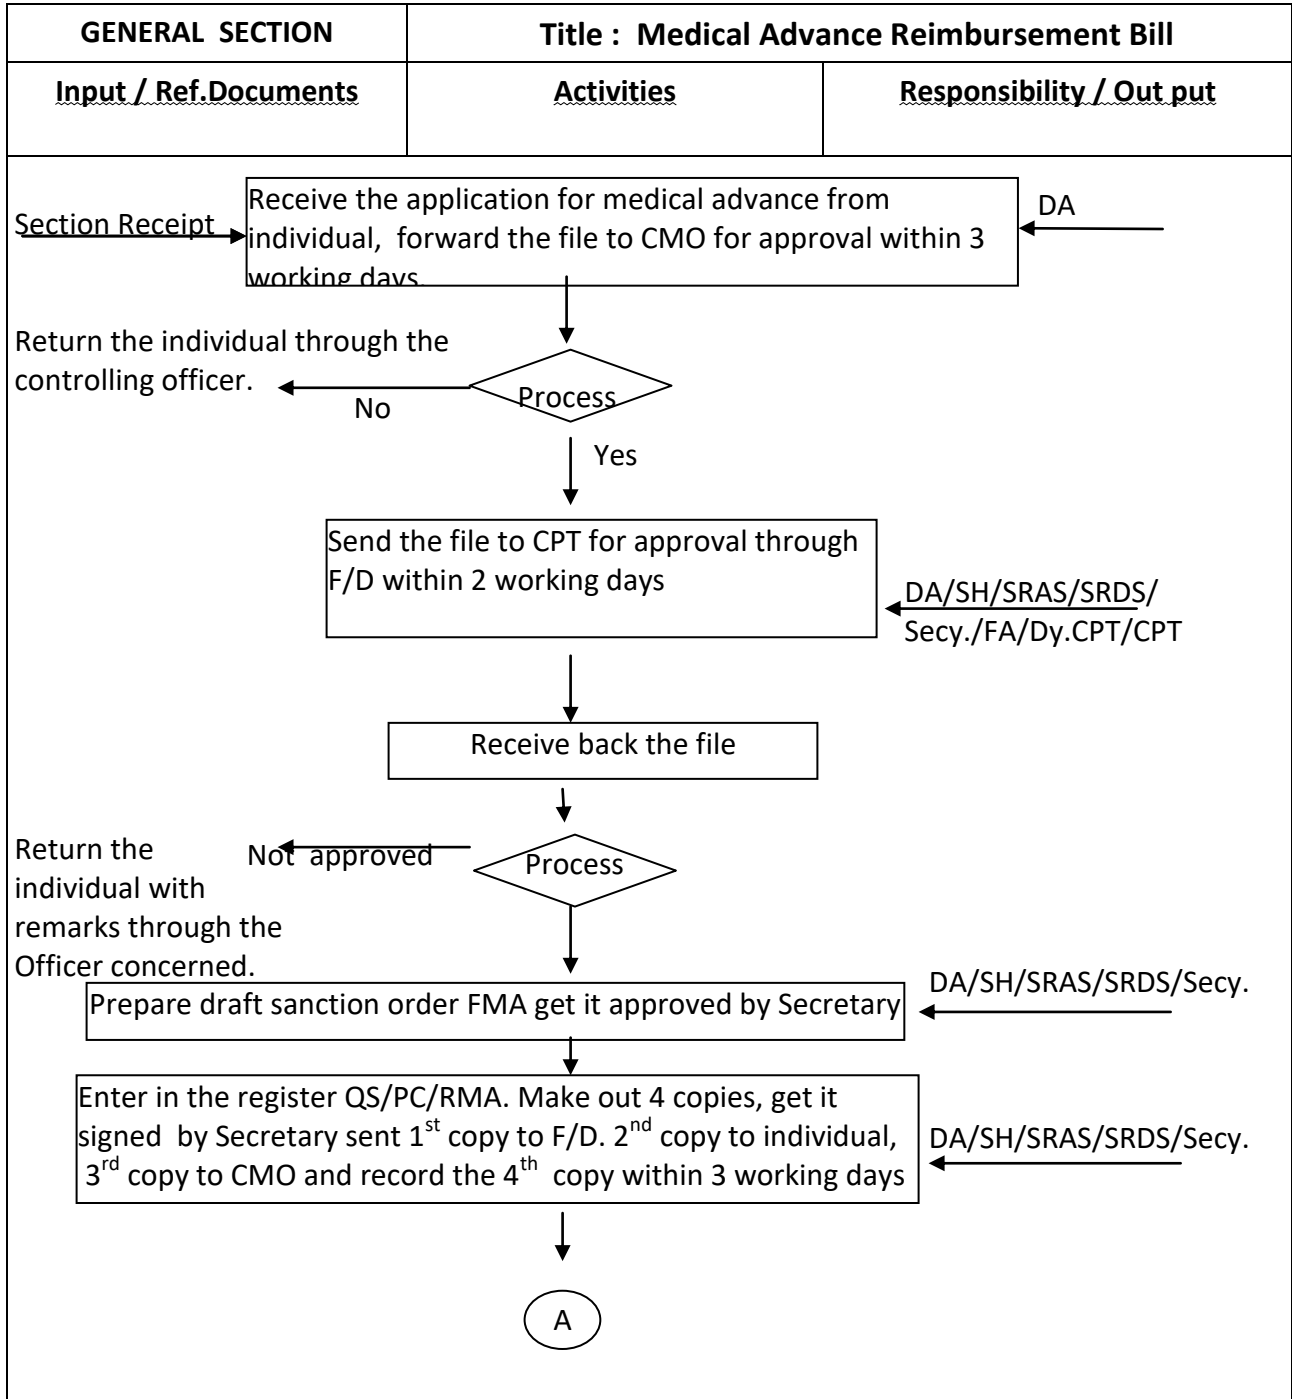 GENERAL SECTION
Title : Medical Advance Reimbursement Bill
Input / Ref.Documents
Activities
Responsibility / Out put
Section Receipt
Receive the application for medical advance from
individual, forward the file to CMO for approval within 3
working days.
DA
Return the individual through the
controlling officer.
No
Process
Yes
Send the file to CPT for approval through
F/D within 2 working days
DA/SH/SRAS/SRDS/
Secy./FA/Dy.CPT/CPT
Receive back the file
Return the
individual with
remarks through the
Officer concerned.
Not approved
Process
Prepare draft sanction order FMA get it approved by Secretary
DA/SH/SRAS/SRDS/Secy.
Enter in the register QS/PC/RMA. Make out 4 copies, get it
signed by Secretary sent 1st copy to F/D. 2nd copy to individual,
3rd copy to CMO and record the 4th copy within 3 working days
DA/SH/SRAS/SRDS/Secy.
A